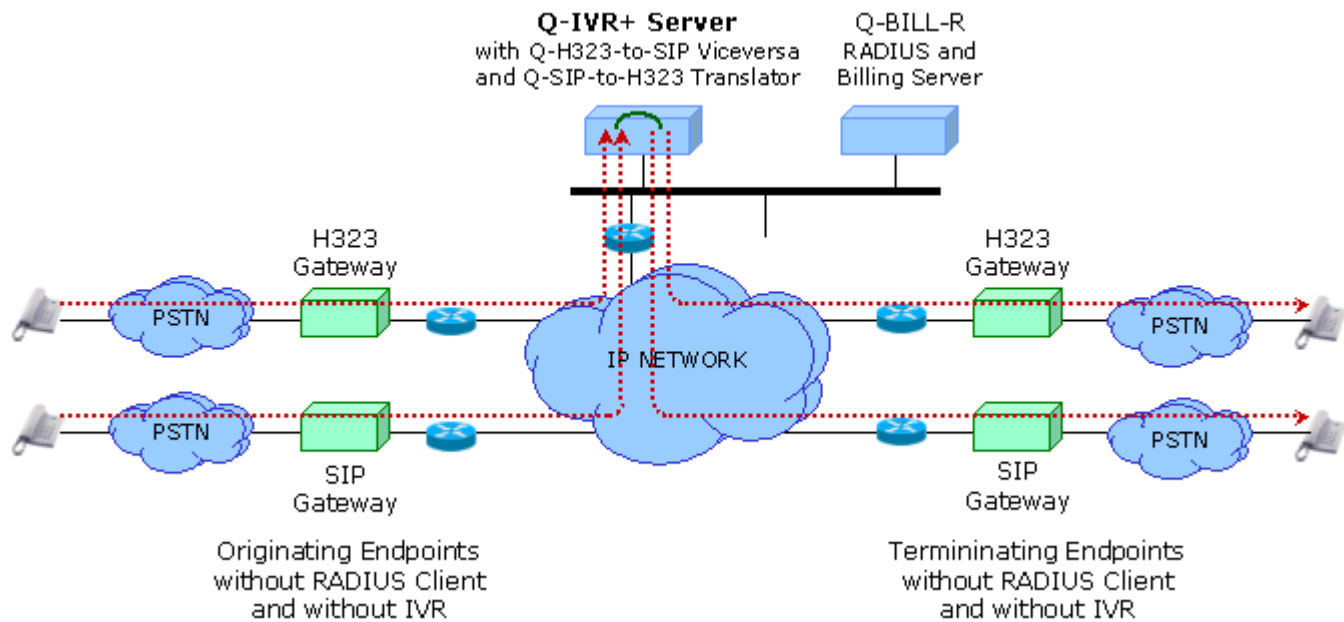 Q-IVR+ Server
with Q-H323-to-SIP Viceversa
and Q-SIP-to-H323 Translator
Q-BILL-R
RADIUS and
Billing Server
H323
Gateway
H323
Gateway
PSTN
PSTN
IP NETWORK
PSTN
PSTN
SIP
Gateway
SIP
Gateway
Originating Endpoints
without RADIUS Client
and without IVR
Termininating Endpoints
without RADIUS Client
and without IVR